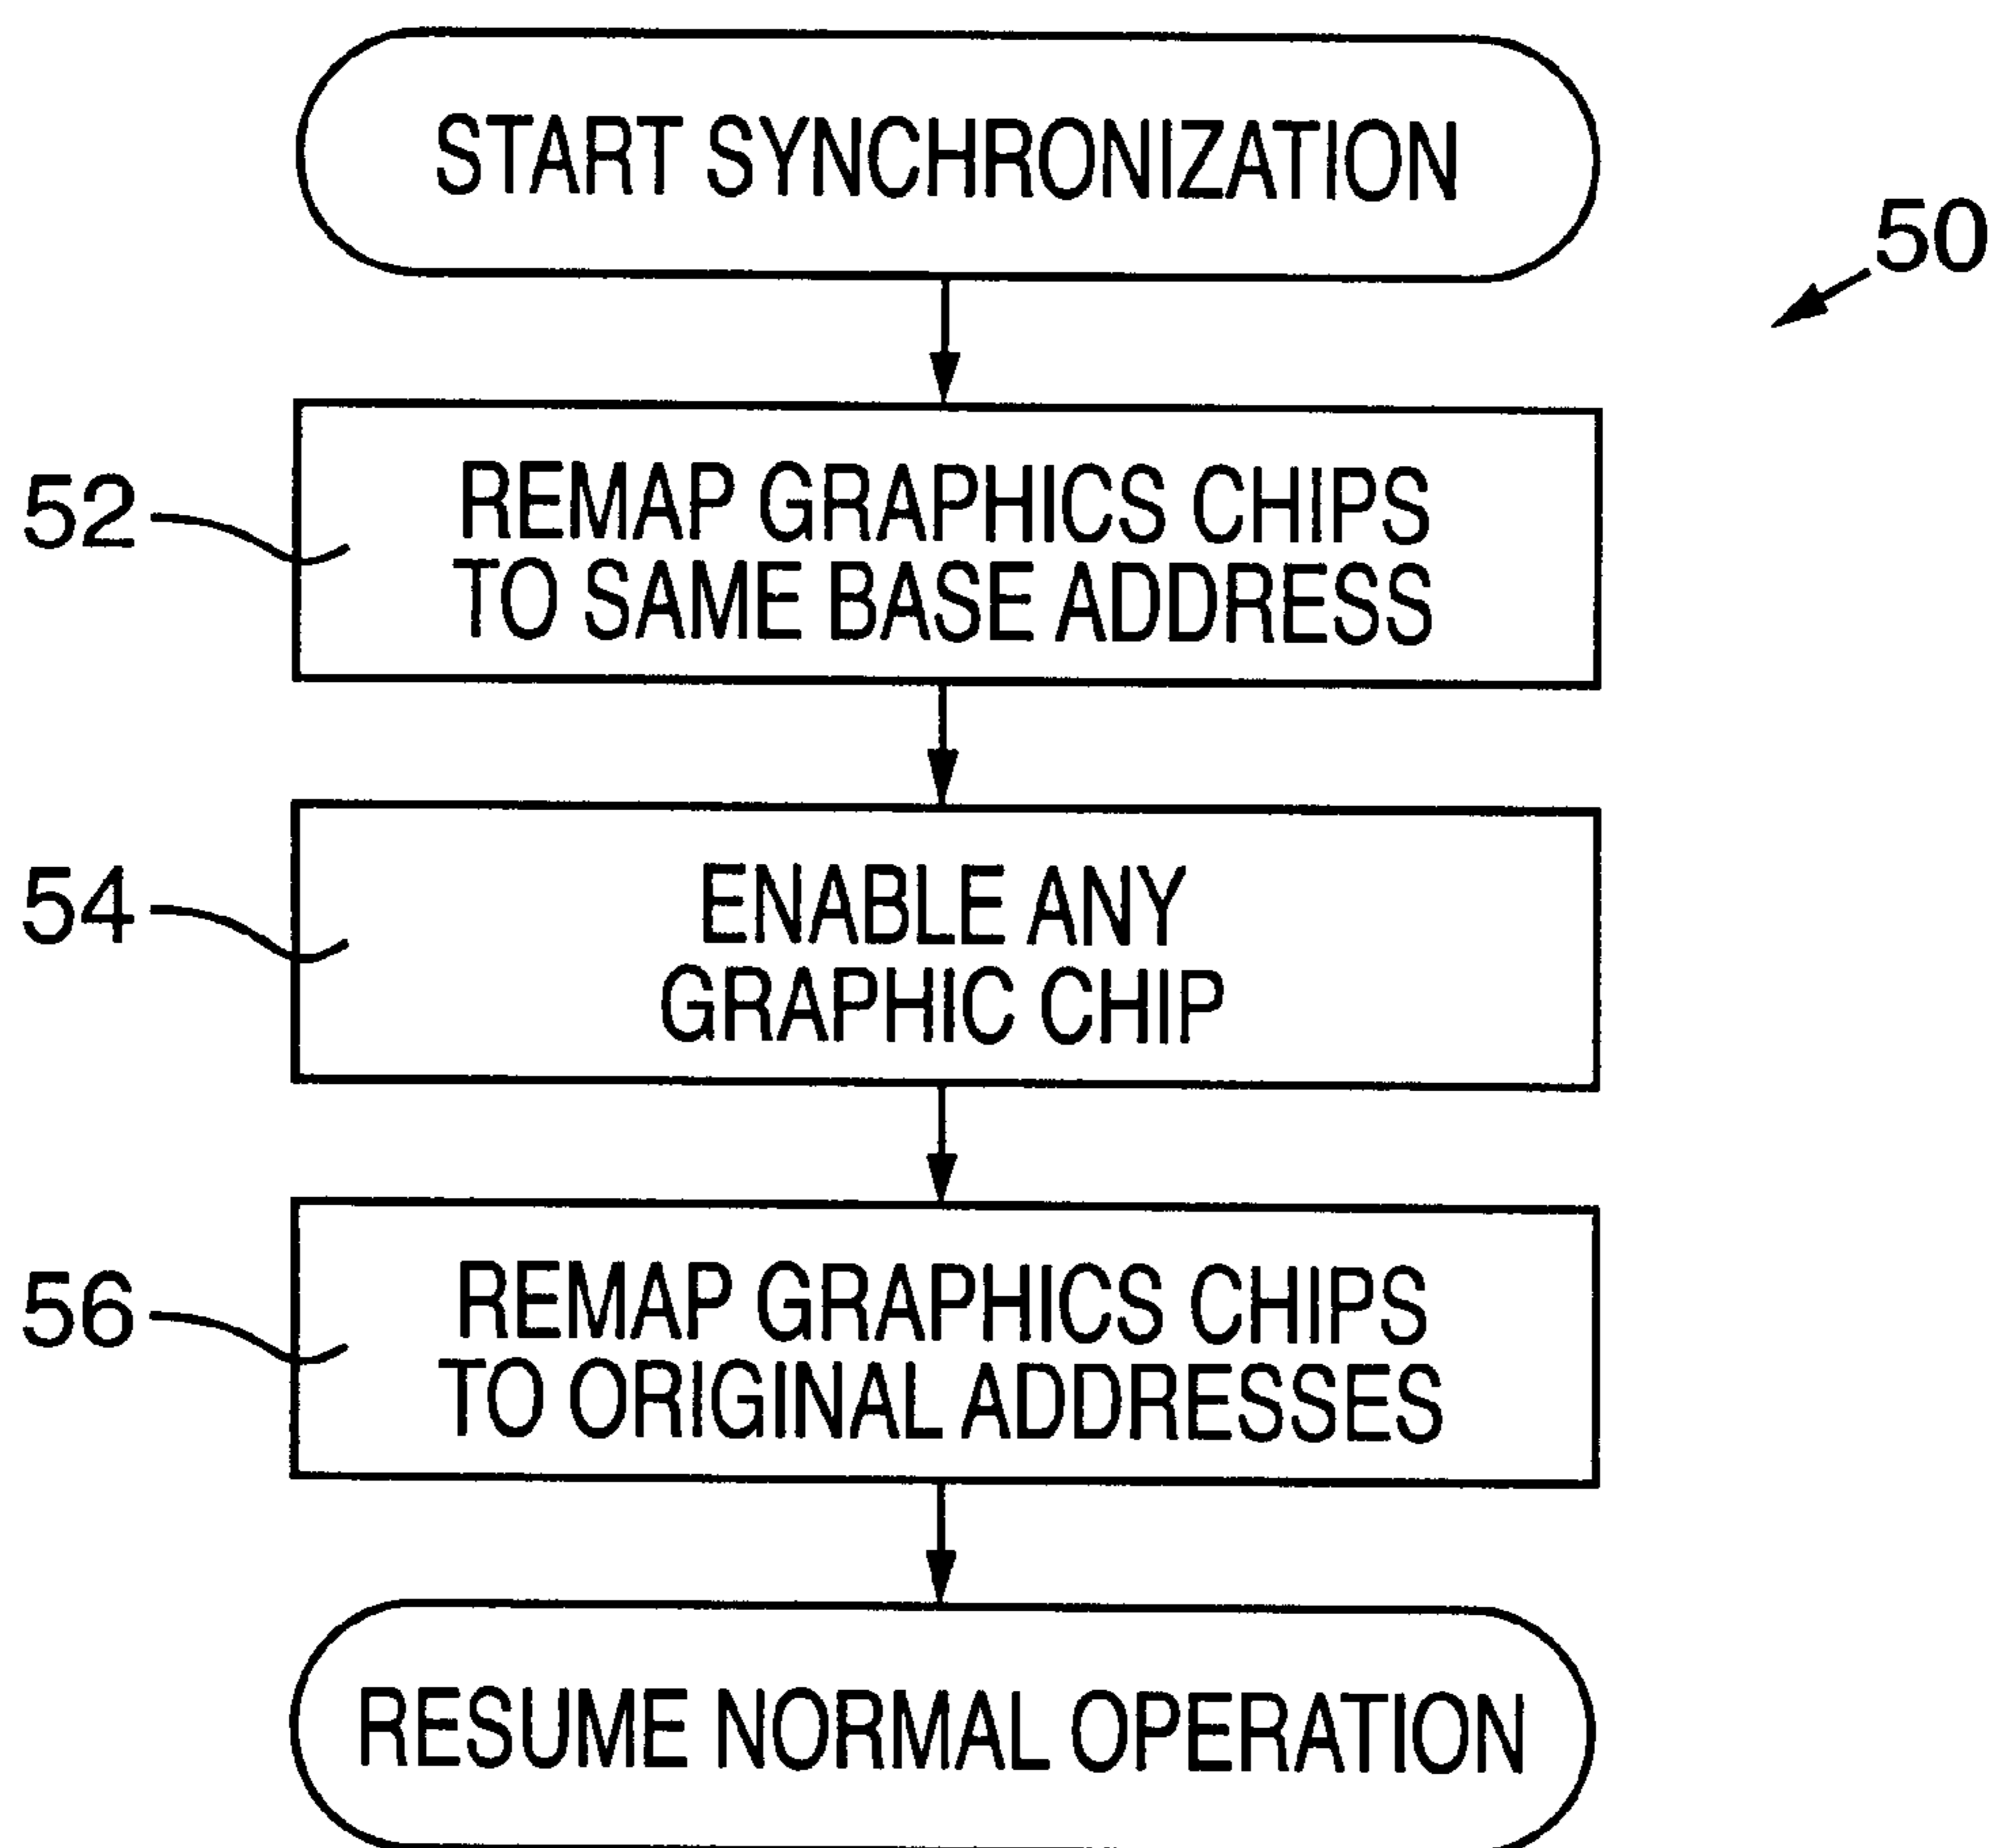 START SYNCHRONIZATION
50
52
REMAP GRAPHICS CHIPS
TO SAME BASE ADDRESS
54
ENABLE ANY
GRAPHIC CHIP
56
REMAP GRAPHICS CHIPS
TO ORIGINAL ADDRESSES
RESUME NORMAL OPERATION